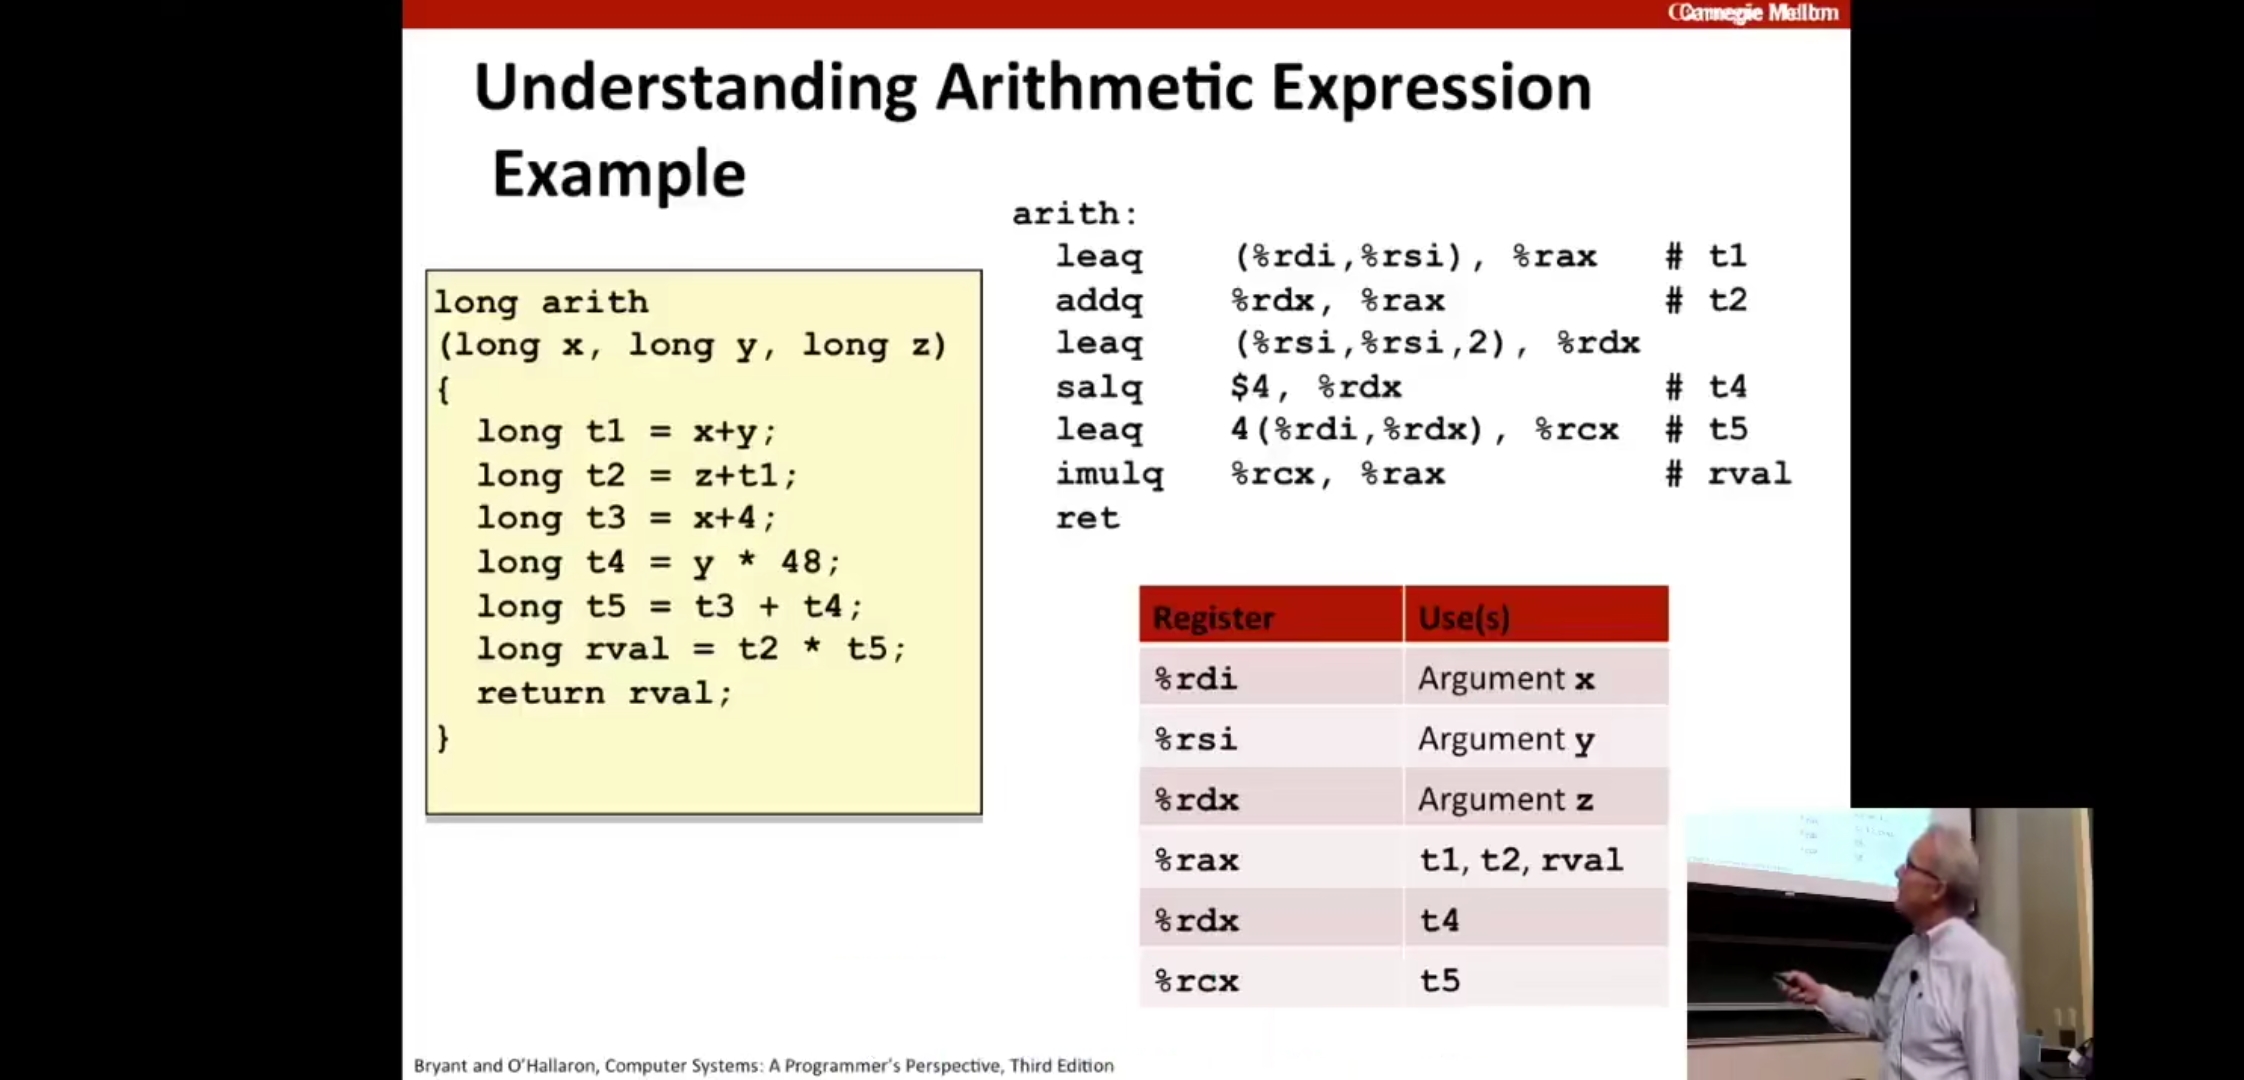 Carnegie Mellon
Understanding Arithmetic Expression
Example
long arith
(long x, long y, long z)
{
long t1 = x+y;
long t2 = z+t1;
long t3 = x+4;
long t4 = y * 48;
long t5 = t3 + t4;
long rval = t2 * t5;
return rval;
}
arith:
leaq (%rdi,%rsi), %rax # t1
addq %rdx, %rax # t2
leaq (%rsi,%rsi,2), %rdx
salq $4, %rdx # t4
leaq 4(%rdi,%rdx), %rcx # t5
imulq %rcx, %rax # rval
ret
Register Use(s)
%rdi Argument x
%rsi Argument y
%rdx Argument z
%rax t1, t2, rval
%rdx t4
%rcx t5
Bryant and O'Hallaron, Computer Systems: A Programmer's Perspective, Third Edition